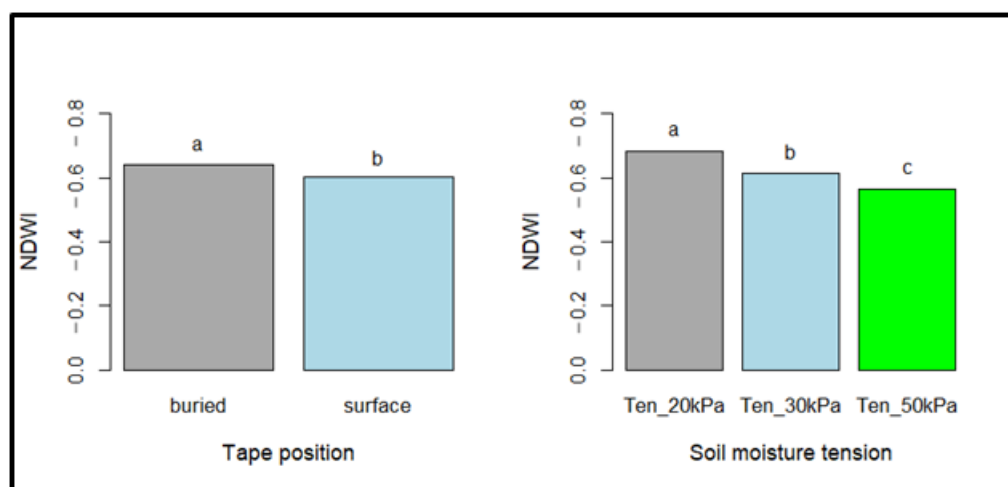 NDWI
− 0.8
− 0.6
− 0.4
− 0.2
0.0
a
b
buried
surface
Tape position
NDWI
− 0.8
− 0.6
− 0.4
− 0.2
0.0
a
b
c
Ten_20kPa
Ten_30kPa
Ten_50kPa
Soil moisture tension